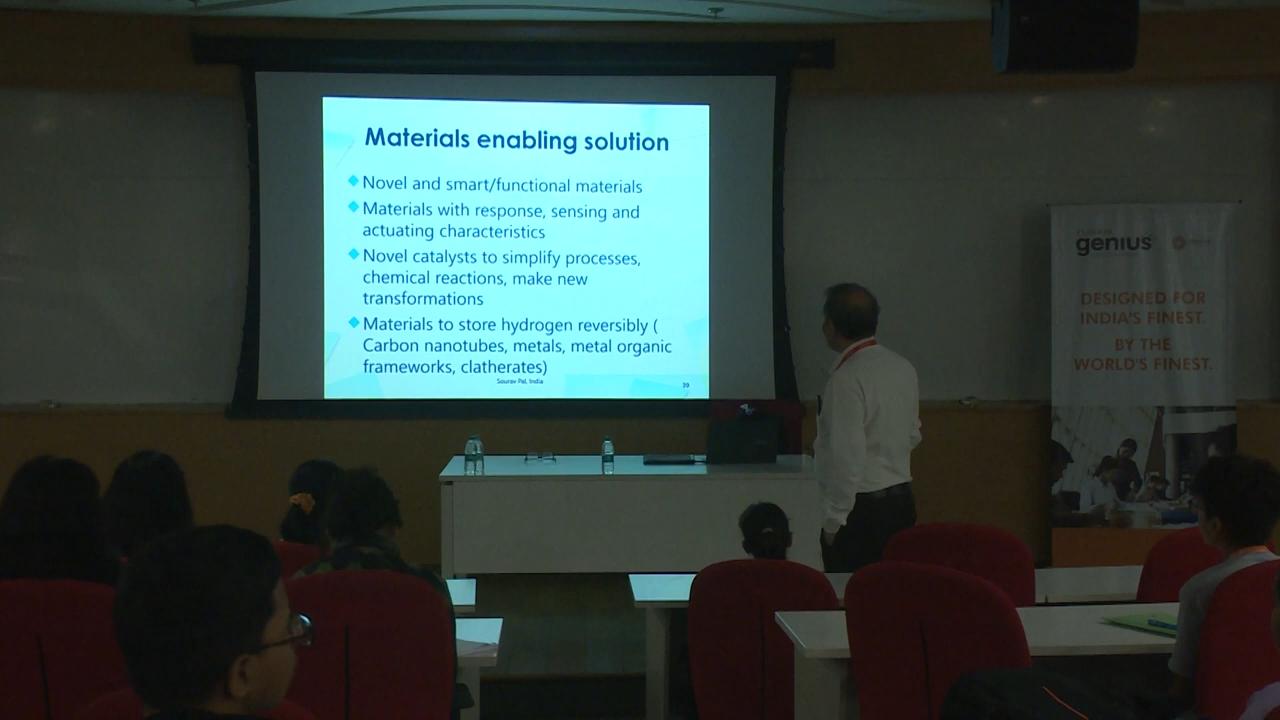 Materials enabling solution
Novel and smart/functional materials
Materials with response, sensing and
actuating characteristics
Novel catalysts to simplify processes,
chemical reactions, make new
transformations
Materials to store hydrogen reversibly (
Carbon nanotubes, metals, metal organic
frameworks, clatherates)
Sourav Pal, India
39
genius
DESIGNED FOR
INDIA'S FINEST.
BY THE
WORLD'S FINEST.